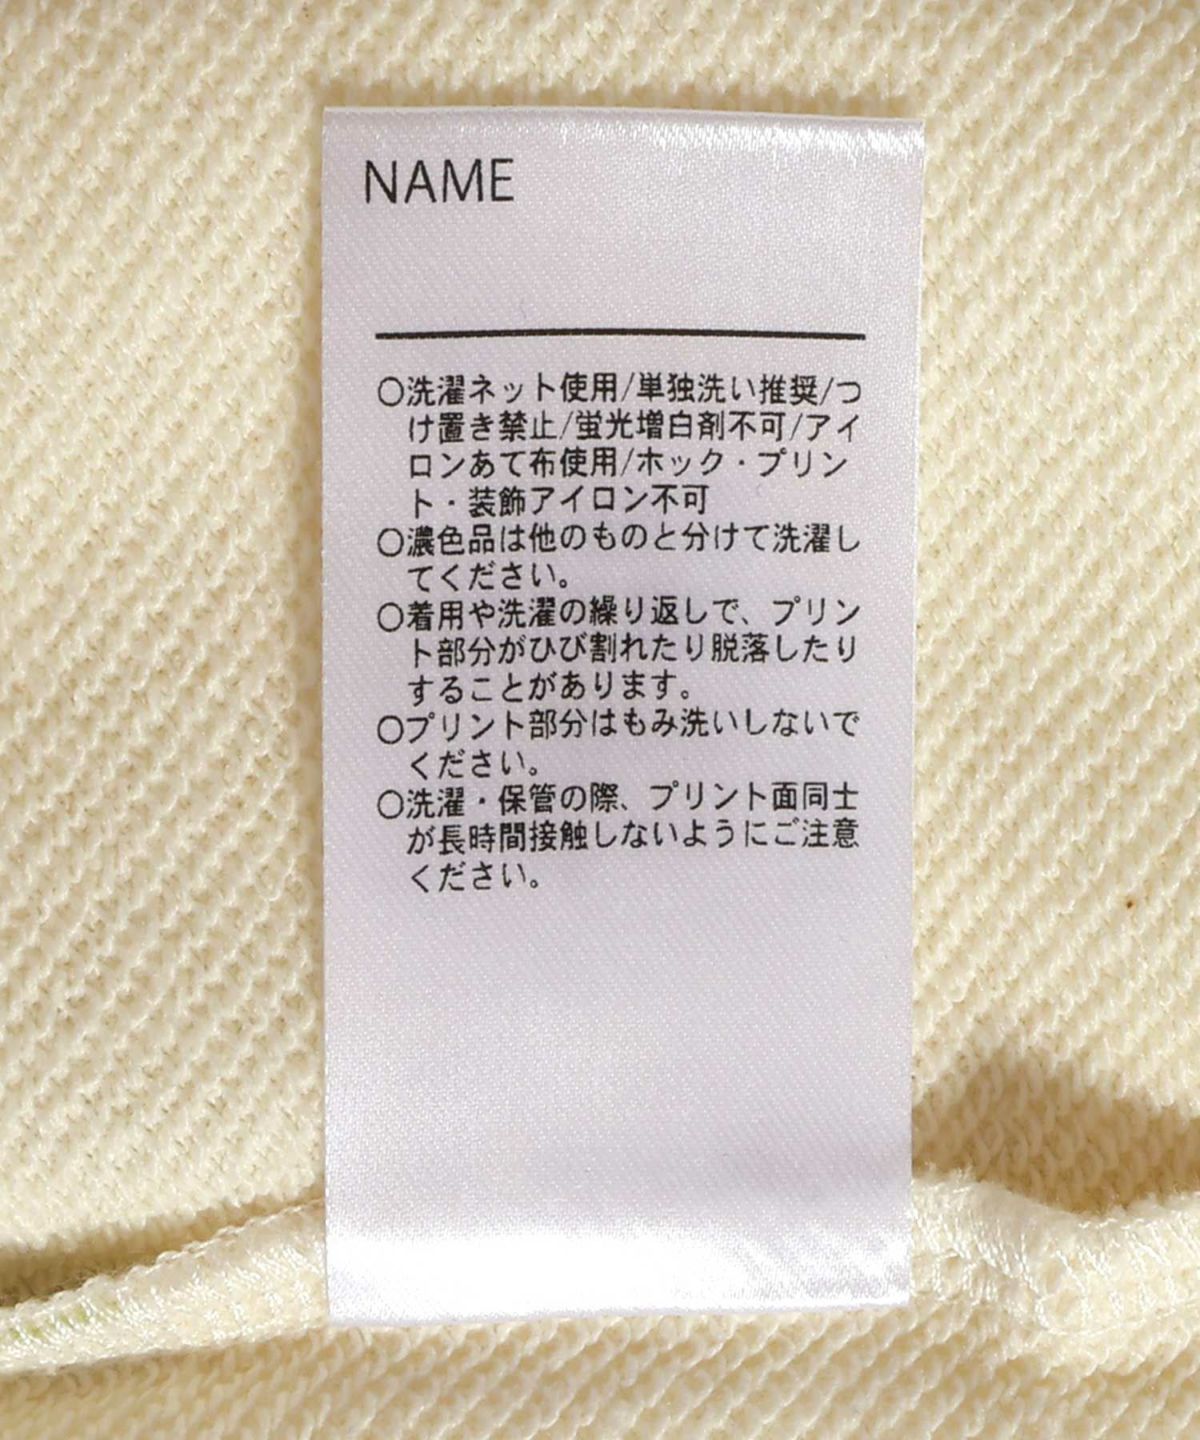 NAME
○洗濯ネット使用/単独洗い推奨/つ
け置き禁止/蛍光増白剤不可/アイ
ロンあて布使用/ホック・プリン
ト・装飾アイロン不可
○濃色品は他のものと分けて洗濯し
てください。
○着用や洗濯の繰り返しで、プリン
ト部分がひび割れたり脱落したり
することがあります。
○プリント部分はもみ洗いしないで
ください。
○洗濯・保管の際、プリント面同士
が長時間接触しないようにご注意
ください。